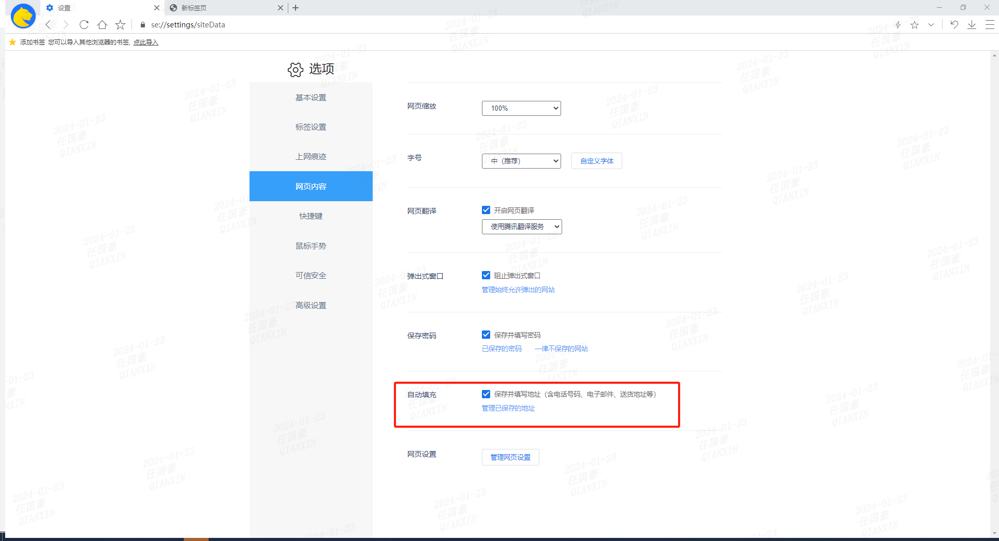 设置
新标签页
se://settings/siteData
添加书签 您可以导入其他浏览器的书签, 点此导入
选项
基本设置
标签设置
上网痕迹
网页内容
快捷键
鼠标手势
可信安全
高级设置
网页缩放
100%
字号
中（推荐）
自定义字体
网页翻译
开启网页翻译
使用腾讯翻译服务
弹出式窗口
阻止弹出式窗口
管理始终允许弹出的网站
保存密码
保存并填写密码
已保存的密码 一律不保存的网站
自动填充
保存并填写地址（含电话号码、电子邮件、送货地址等）
管理已保存的地址
网页设置
管理网页设置
2024-01-23
任国豪
QIANXIN